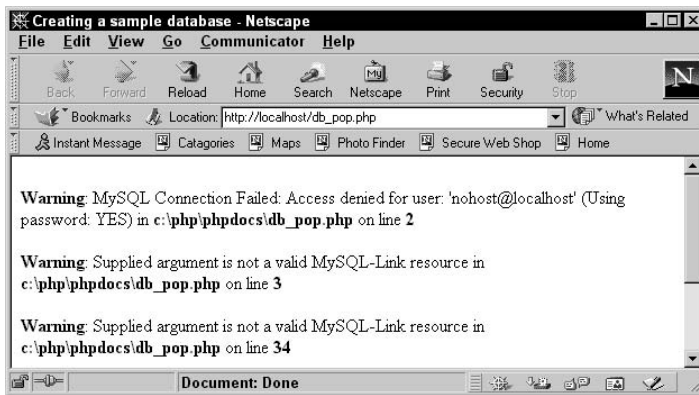 Creating a sample database - Netscape
File Edit View Go Communicator Help
Back Forward Reload Home Search Netscape Print Security Stop
My
N
Bookmarks Location: http://localhost/db_pop.php What's Related
Instant Message Catagories Maps Photo Finder Secure Web Shop Home
Warning: MySQL Connection Failed: Access denied for user: 'nohost@localhost' (Using
password: YES) in c:\php\phpdocs\db_pop.php on line 2
Warning: Supplied argument is not a valid MySQL-Link resource in
c:\php\phpdocs\db_pop.php on line 3
Warning: Supplied argument is not a valid MySQL-Link resource in
c:\php\phpdocs\db_pop.php on line 34
Document: Done